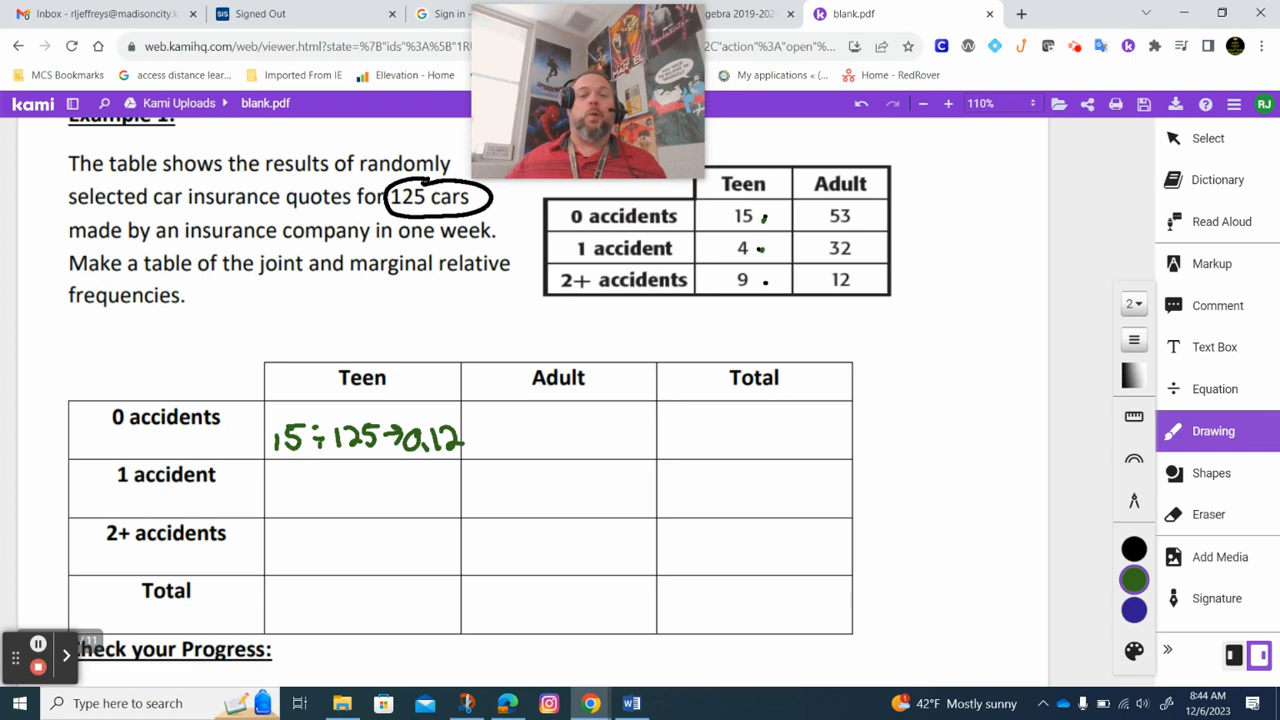 Inbox - rljeffreys@madisoncity.k
Signed Out
Sign in -
gebra 2019-202
blank.pdf
web.kamihq.com/web/viewer.html?state=%7B"ids"%3A%5B"1RU
2C"action"%3A"open"%...
MCS Bookmarks
access distance lear...
Imported From IE
Ellevation - Home
My applications « (...
Home - RedRover
kami
Kami Uploads
blank.pdf
110%
RJ
Example 1:
The table shows the results of randomly
selected car insurance quotes for 125 cars
made by an insurance company in one week.
Make a table of the joint and marginal relative
frequencies.
Teen Adult
0 accidents 15 53
1 accident 4 32
2+ accidents 9 12
Teen Adult Total
0 accidents 15÷125→0.12
1 accident
2+ accidents
Total
Check your Progress:
Select
Dictionary
Read Aloud
Markup
Comment
Text Box
Equation
Drawing
Shapes
Eraser
Add Media
Signature
2
Type here to search
42°F Mostly sunny
8:44 AM
12/6/2023